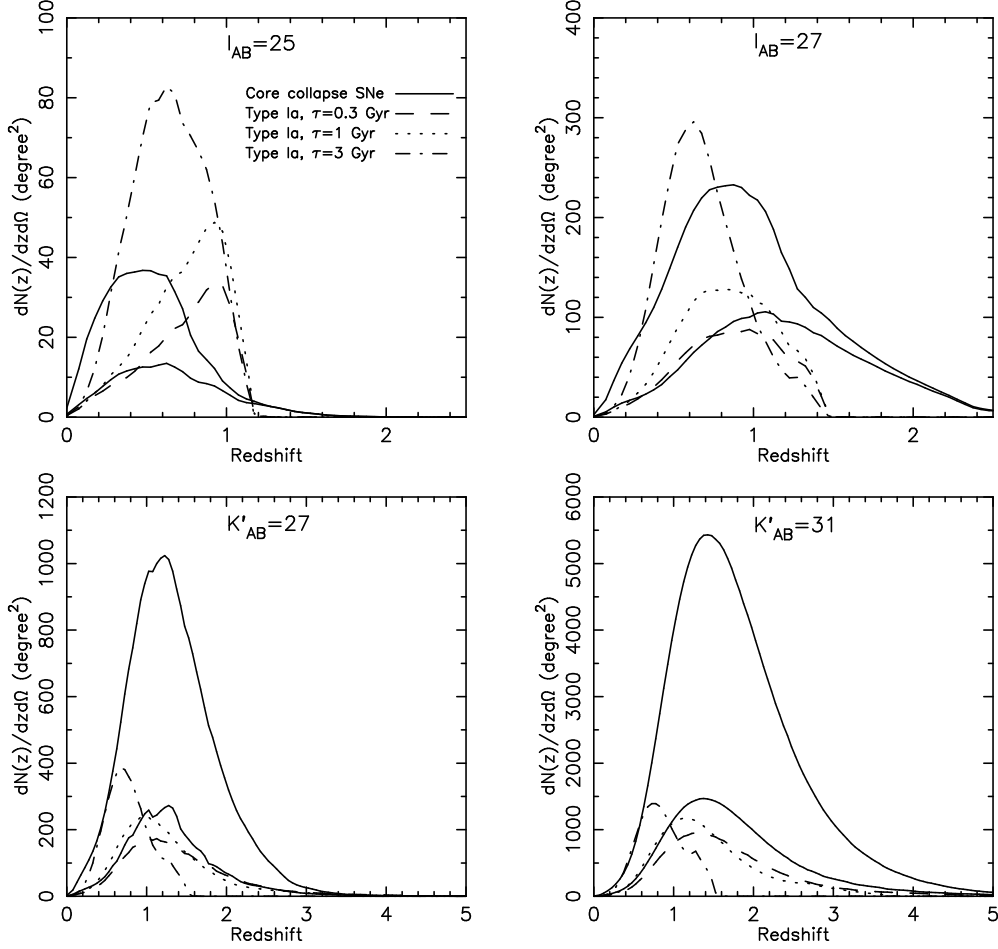 I_AB=25
Core collapse SNe
Type Ia, τ=0.3 Gyr
Type Ia, τ=1 Gyr
Type Ia, τ=3 Gyr
dN(z)/dzdΩ (degree²)
0 20 40 60 80 100
0 1 2
Redshift
I_AB=27
dN(z)/dzdΩ (degree²)
0 100 200 300 400
0 1 2
Redshift
K'_AB=27
dN(z)/dzdΩ (degree²)
0 200 400 600 800 1000 1200
0 1 2 3 4 5
Redshift
K'_AB=31
dN(z)/dzdΩ (degree²)
0 1000 2000 3000 4000 5000 6000
0 1 2 3 4 5
Redshift